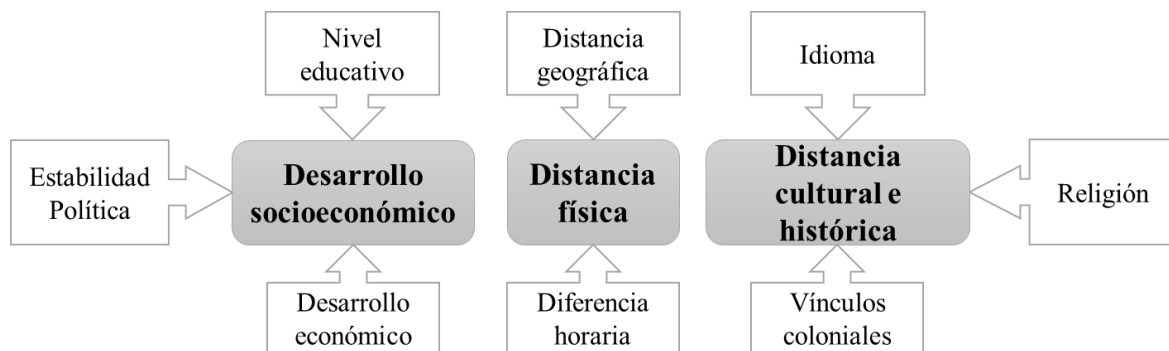 Nivel
educativo
Distancia
geográfica
Idioma
Estabilidad
Política
Desarrollo
socioeconómico
Distancia
física
Distancia
cultural e
histórica
Religión
Desarrollo
económico
Diferencia
horaria
Vínculos
coloniales